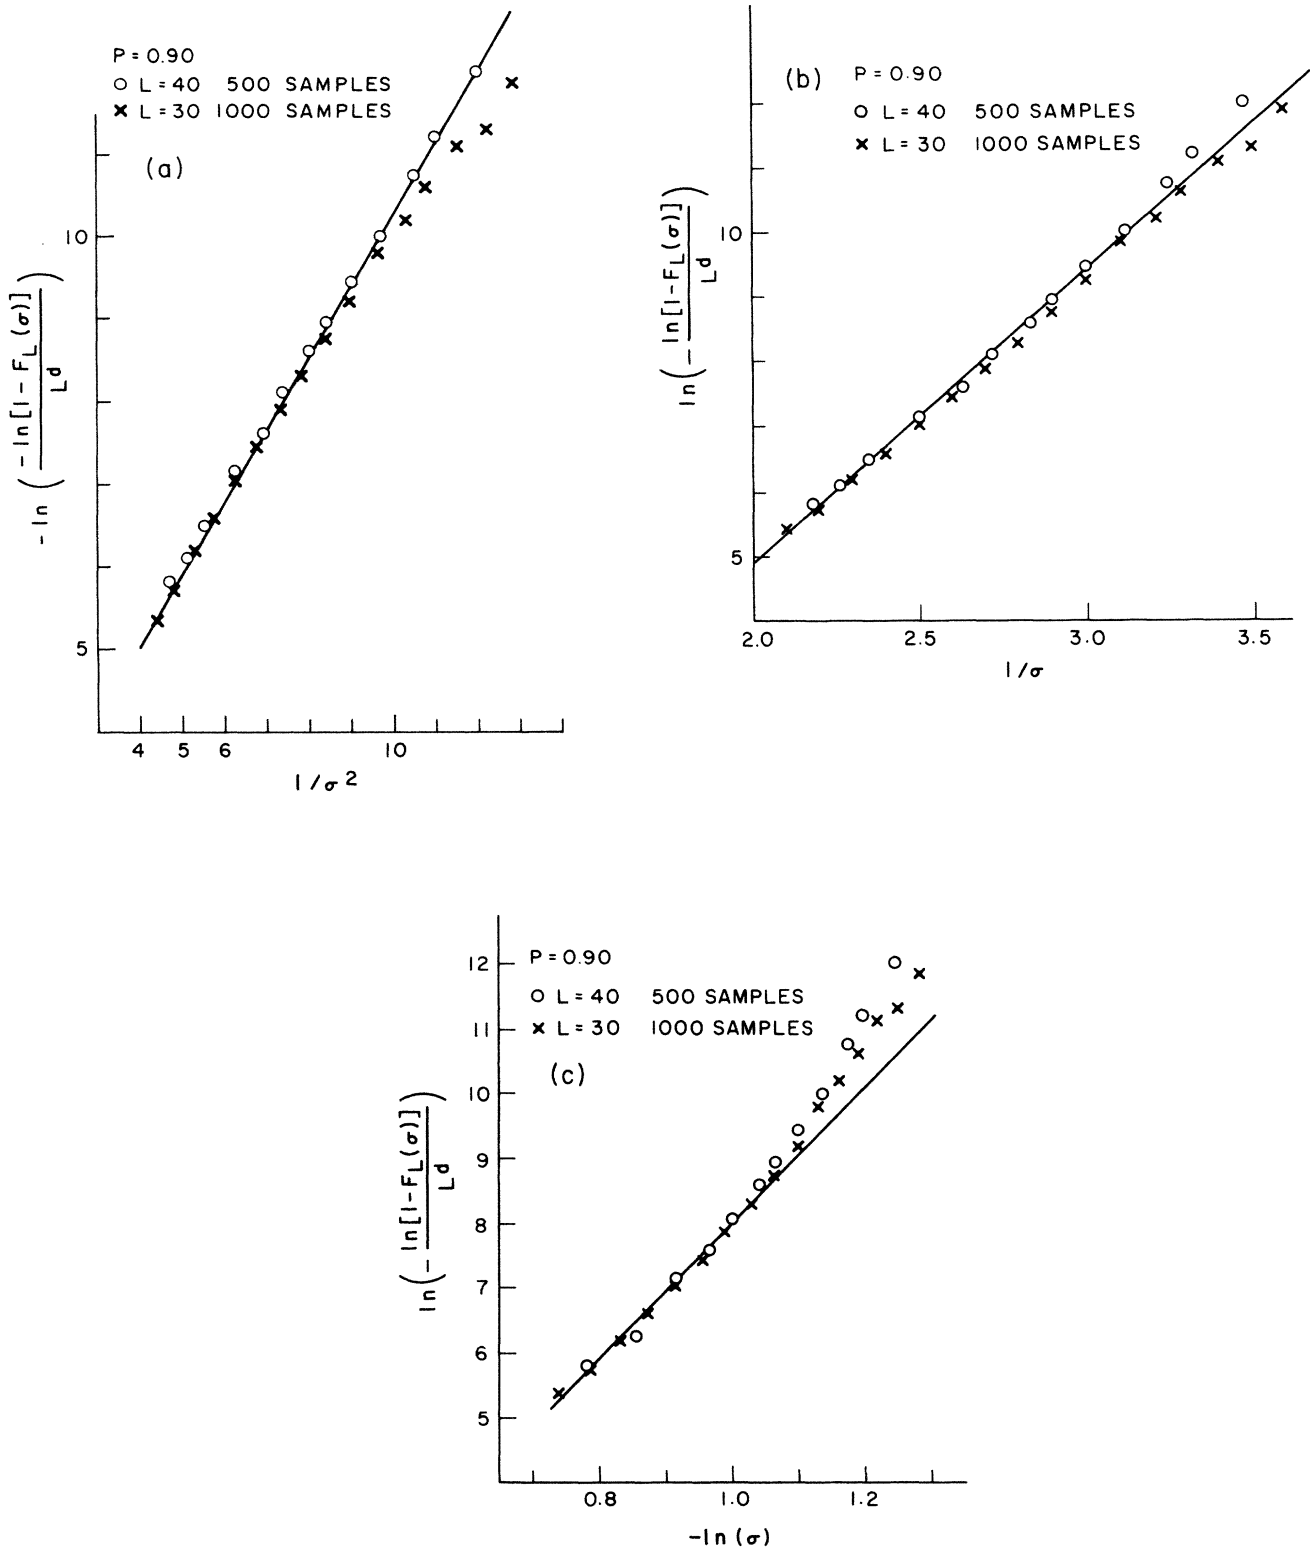 P = 0.90
O L = 40 500 SAMPLES
× L = 30 1000 SAMPLES
(a)
-ln ( -ln [1 - F_L (σ)] / L^d )
10
5
4 5 6 10
1/σ^2
(b)
P = 0.90
O L = 40 500 SAMPLES
× L = 30 1000 SAMPLES
ln ( - ln [1-F_L(σ)] / L^d )
10
5
2.0 2.5 3.0 3.5
1/σ
P = 0.90
O L = 40 500 SAMPLES
× L = 30 1000 SAMPLES
(c)
ln ( - ln [1-F_L(σ)] / L^d )
12
11
10
9
8
7
6
5
0.8 1.0 1.2
-ln (σ)